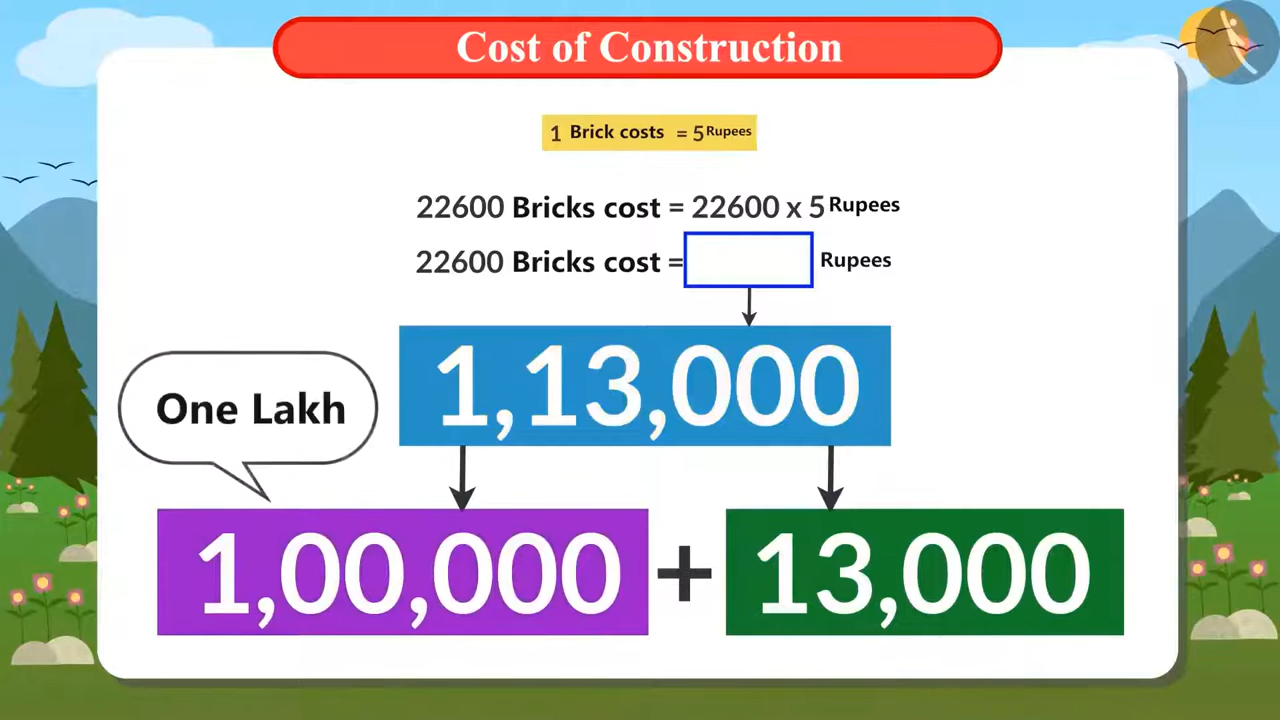 Cost of Construction
1 Brick costs = 5 Rupees
22600 Bricks cost = 22600 x 5 Rupees
22600 Bricks cost = Rupees
1,13,000
One Lakh
1,00,000 + 13,000